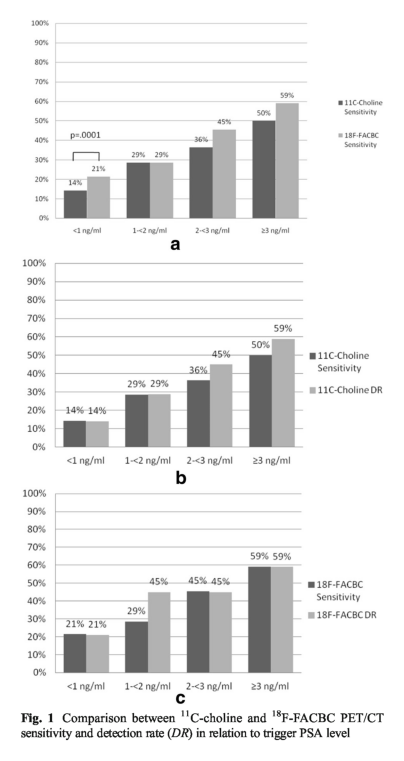 100%
90%
80%
70%
60%
50%
40%
30%
20%
10%
0%
p=.0001
14%
21%
29%
29%
36%
45%
50%
59%
<1 ng/ml
1-<2 ng/ml
2-<3 ng/ml
≥3 ng/ml
11C-Choline
Sensitivity
18F-FACBC
Sensitivity
a
100%
90%
80%
70%
60%
50%
40%
30%
20%
10%
0%
14% 14%
29% 29%
36%
45%
50%
59%
<1 ng/ml
1-<2 ng/ml
2-<3 ng/ml
≥3 ng/ml
11C-Choline
Sensitivity
11C-Choline DR
b
100%
90%
80%
70%
60%
50%
40%
30%
20%
10%
0%
21% 21%
29%
45%
45% 45%
59% 59%
<1 ng/ml
1-<2 ng/ml
2-<3 ng/ml
≥3 ng/ml
18F-FACBC
Sensitivity
18F-FACBC DR
c
Fig. 1 Comparison between ¹¹C-choline and ¹⁸F-FACBC PET/CT
sensitivity and detection rate (DR) in relation to trigger PSA level